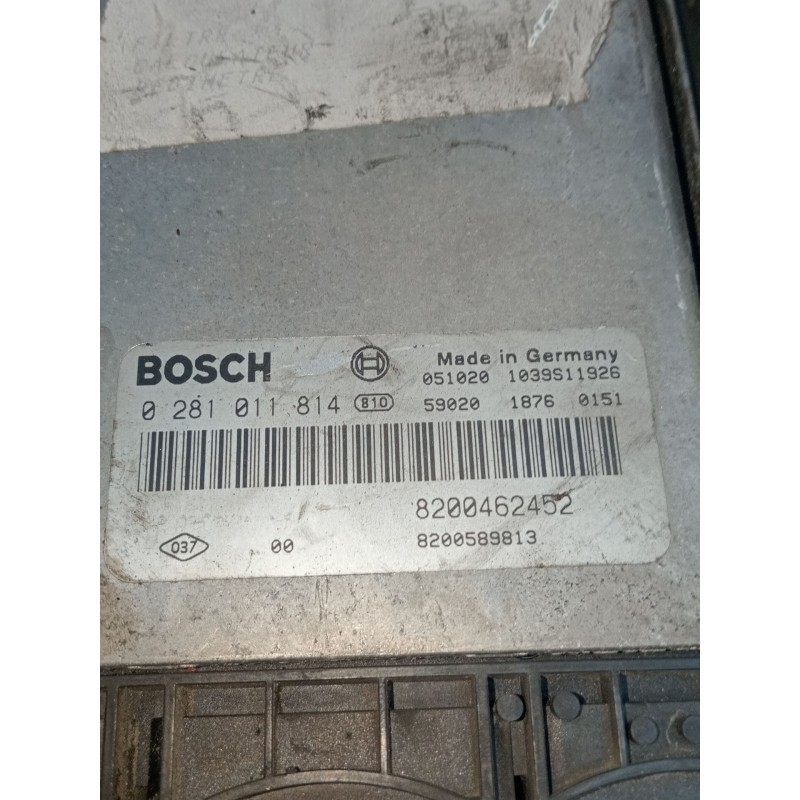 BOSCH
Made in Germany
051020 1039S11926
0 281 011 814 810 59020 1876 0151
8200462452
037 00 8200589813